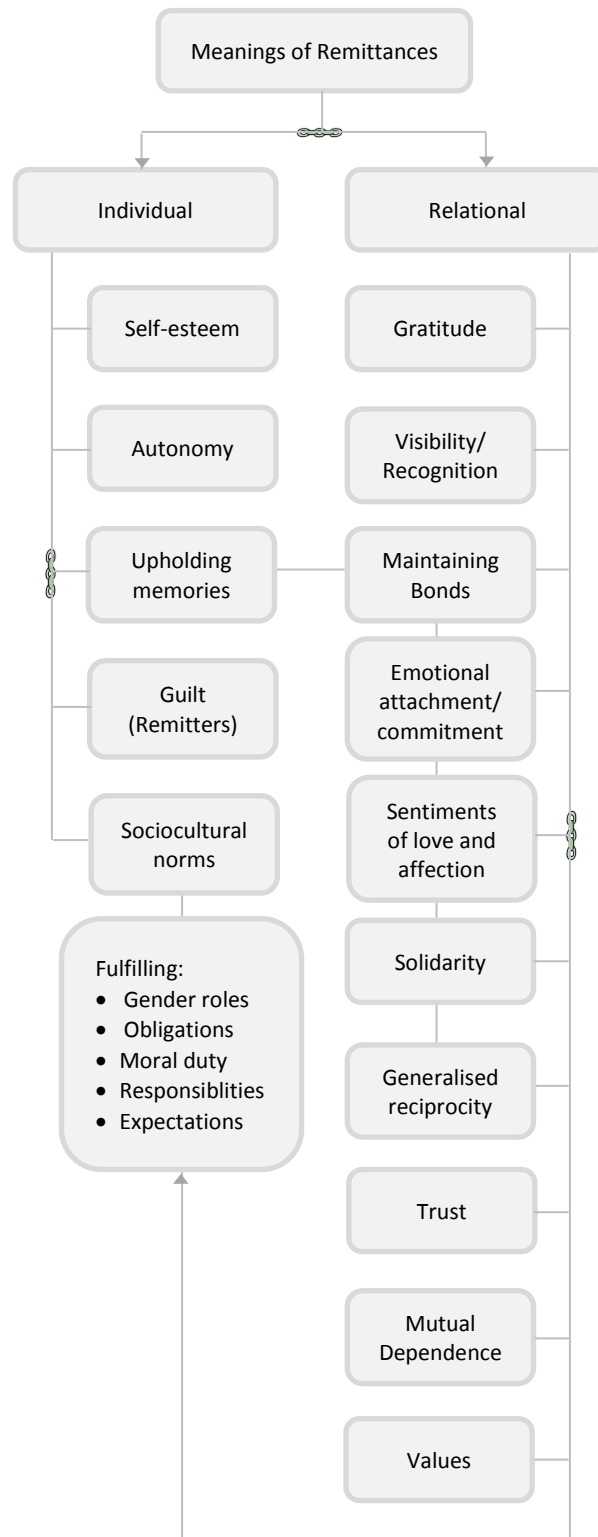 Meanings of Remittances
Individual
Relational
Self-esteem
Gratitude
Autonomy
Visibility/
Recognition
Upholding
memories
Maintaining
Bonds
Emotional
attachment/
commitment
Guilt
(Remitters)
Sentiments
of love and
affection
Sociocultural
norms
Fulfilling:
• Gender roles
• Obligations
• Moral duty
• Responsiblities
• Expectations
Solidarity
Generalised
reciprocity
Trust
Mutual
Dependence
Values